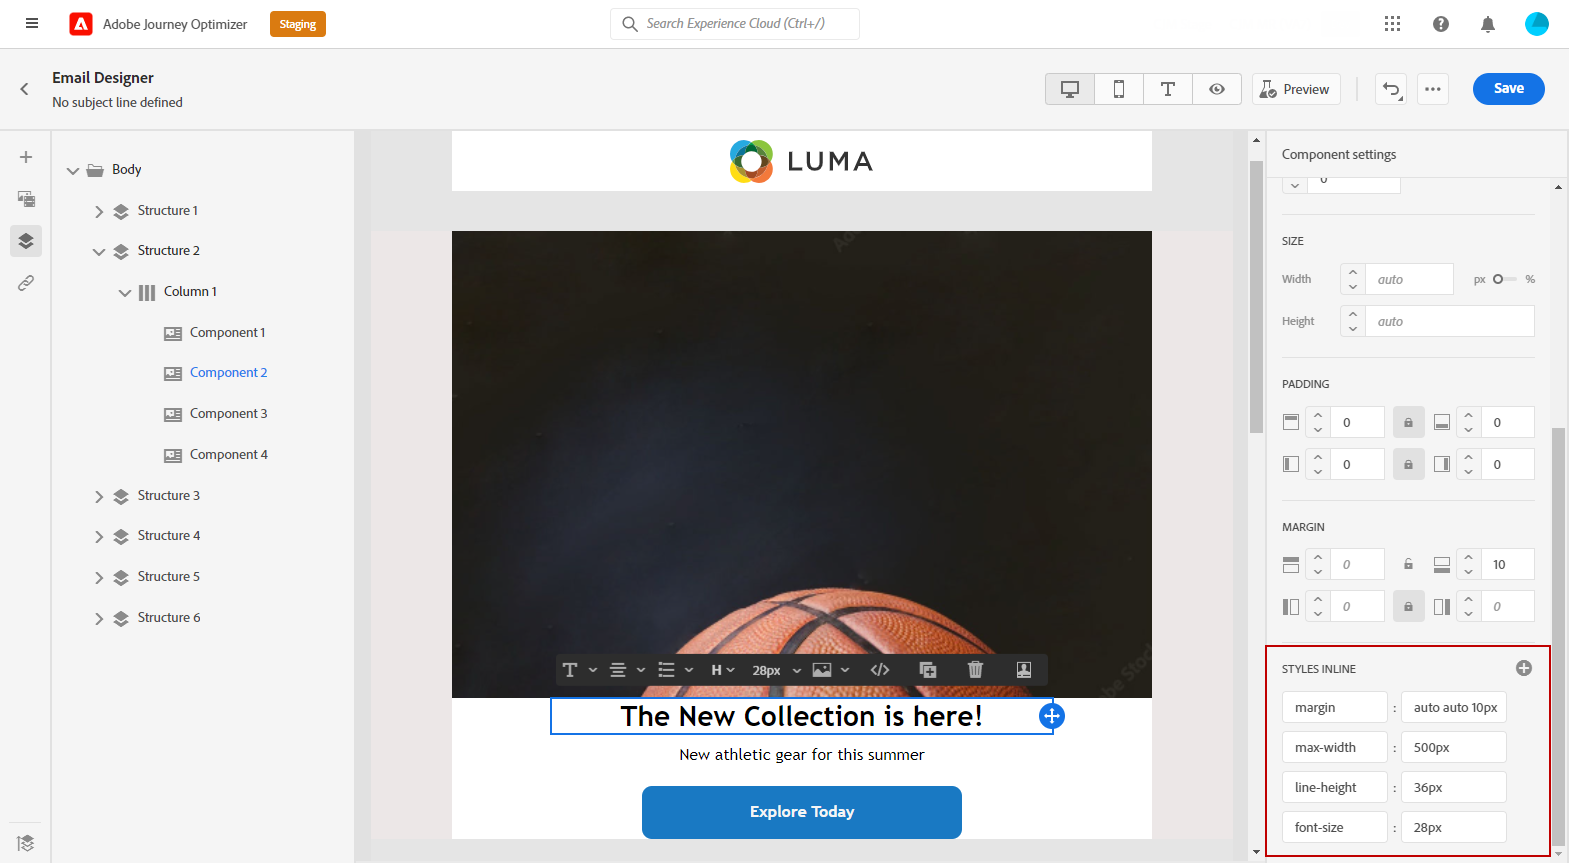 Adobe Journey Optimizer
Staging
Search Experience Cloud (Ctrl+/)
Email Designer
No subject line defined
Preview
Save
Body
Structure 1
Structure 2
Column 1
Component 1
Component 2
Component 3
Component 4
Structure 3
Structure 4
Structure 5
Structure 6
LUMA
T H 28px
The New Collection is here!
New athletic gear for this summer
Explore Today
Component settings
0
SIZE
Width auto px %
Height auto
PADDING
0 0
0 0
MARGIN
0 10
0 0
STYLES INLINE
margin : auto auto 10px
max-width : 500px
line-height : 36px
font-size : 28px